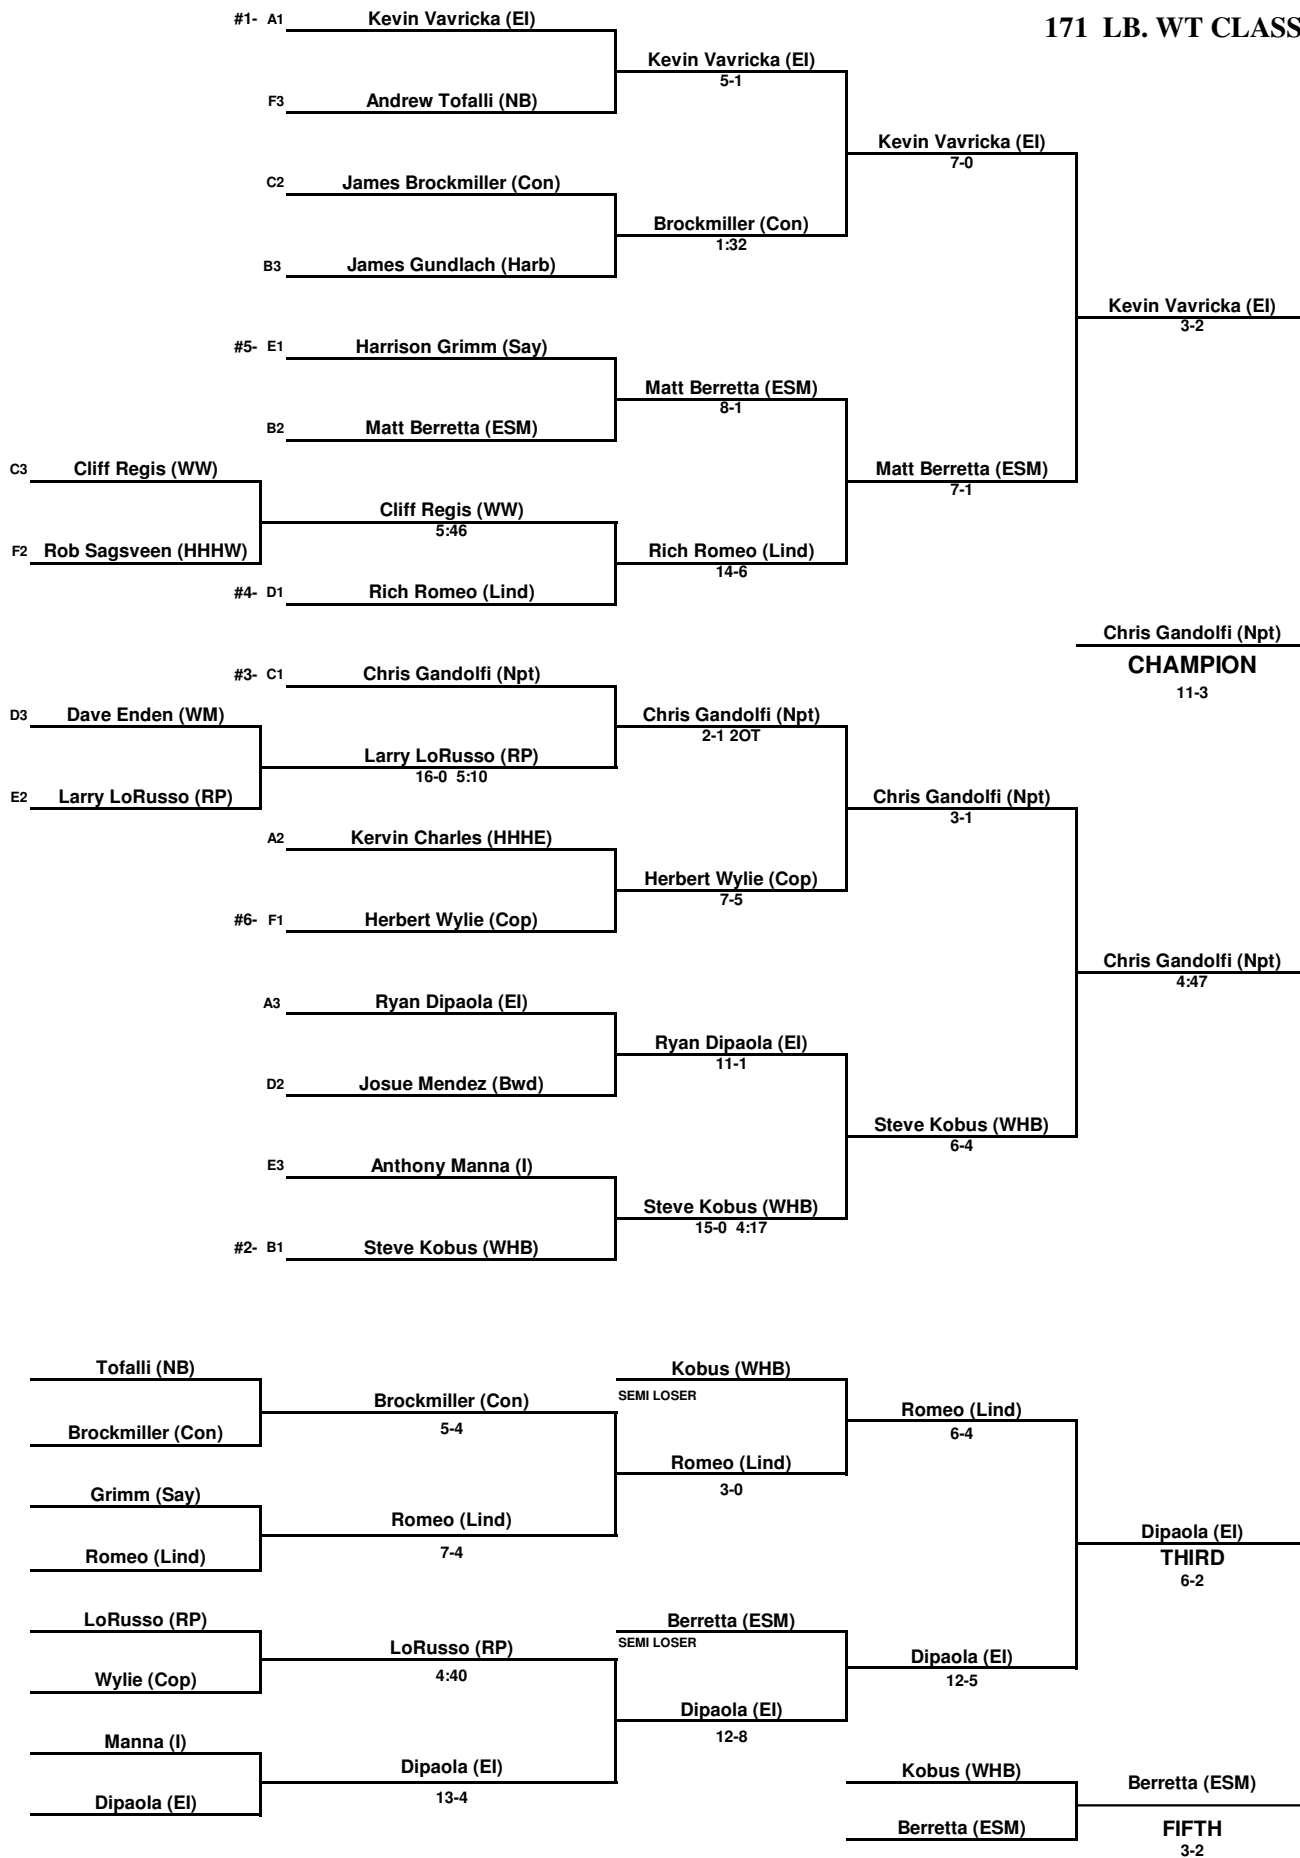 #1- A1 Kevin Vavricka (EI)
171 LB. WT CLASS
Kevin Vavricka (EI)
5-1
F3 Andrew Tofalli (NB)
Kevin Vavricka (EI)
7-0
C2 James Brockmiller (Con)
Brockmiller (Con)
1:32
B3 James Gundlach (Harb)
Kevin Vavricka (EI)
3-2
#5- E1 Harrison Grimm (Say)
Matt Berretta (ESM)
8-1
B2 Matt Berretta (ESM)
C3 Cliff Regis (WW)
Matt Berretta (ESM)
7-1
Cliff Regis (WW)
5:46
F2 Rob Sagsveen (HHHW)
Rich Romeo (Lind)
14-6
#4- D1 Rich Romeo (Lind)
Chris Gandolfi (Npt)
CHAMPION
11-3
#3- C1 Chris Gandolfi (Npt)
D3 Dave Enden (WM)
Chris Gandolfi (Npt)
2-1 2OT
Larry LoRusso (RP)
16-0 5:10
E2 Larry LoRusso (RP)
Chris Gandolfi (Npt)
3-1
A2 Kervin Charles (HHHE)
Herbert Wylie (Cop)
7-5
#6- F1 Herbert Wylie (Cop)
Chris Gandolfi (Npt)
4:47
A3 Ryan Dipaola (EI)
Ryan Dipaola (EI)
11-1
D2 Josue Mendez (Bwd)
Steve Kobus (WHB)
6-4
E3 Anthony Manna (I)
Steve Kobus (WHB)
15-0 4:17
#2- B1 Steve Kobus (WHB)
Tofalli (NB)
Kobus (WHB)
SEMI LOSER
Brockmiller (Con)
5-4
Romeo (Lind)
6-4
Brockmiller (Con)
Romeo (Lind)
3-0
Grimm (Say)
Romeo (Lind)
7-4
Dipaola (EI)
THIRD
6-2
Romeo (Lind)
LoRusso (RP)
Berretta (ESM)
SEMI LOSER
LoRusso (RP)
4:40
Dipaola (EI)
12-5
Wylie (Cop)
Dipaola (EI)
12-8
Manna (I)
Dipaola (EI)
13-4
Kobus (WHB)
Berretta (ESM)
Dipaola (EI)
Berretta (ESM)
FIFTH
3-2